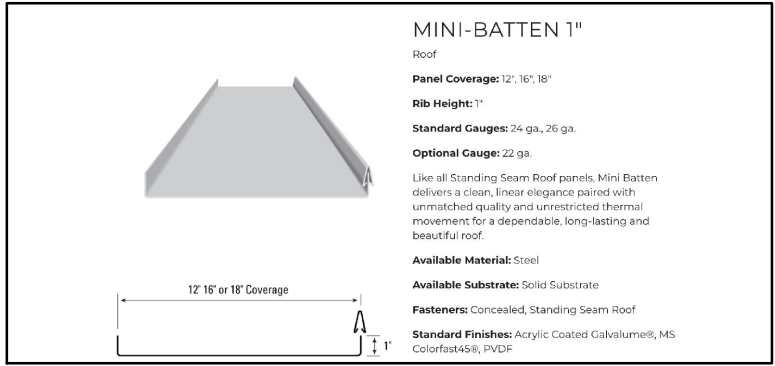 MINI-BATTEN 1"
Roof
Panel Coverage: 12", 16", 18"
Rib Height: 1"
Standard Gauges: 24 ga., 26 ga.
Optional Gauge: 22 ga.
Like all Standing Seam Roof panels, Mini Batten
delivers a clean, linear elegance paired with
unmatched quality and unrestricted thermal
movement for a dependable, long-lasting and
beautiful roof.
Available Material: Steel
Available Substrate: Solid Substrate
Fasteners: Concealed, Standing Seam Roof
Standard Finishes: Acrylic Coated Galvalume®, MS
Colorfast45®, PVDF
12" 16" or 18" Coverage
1"